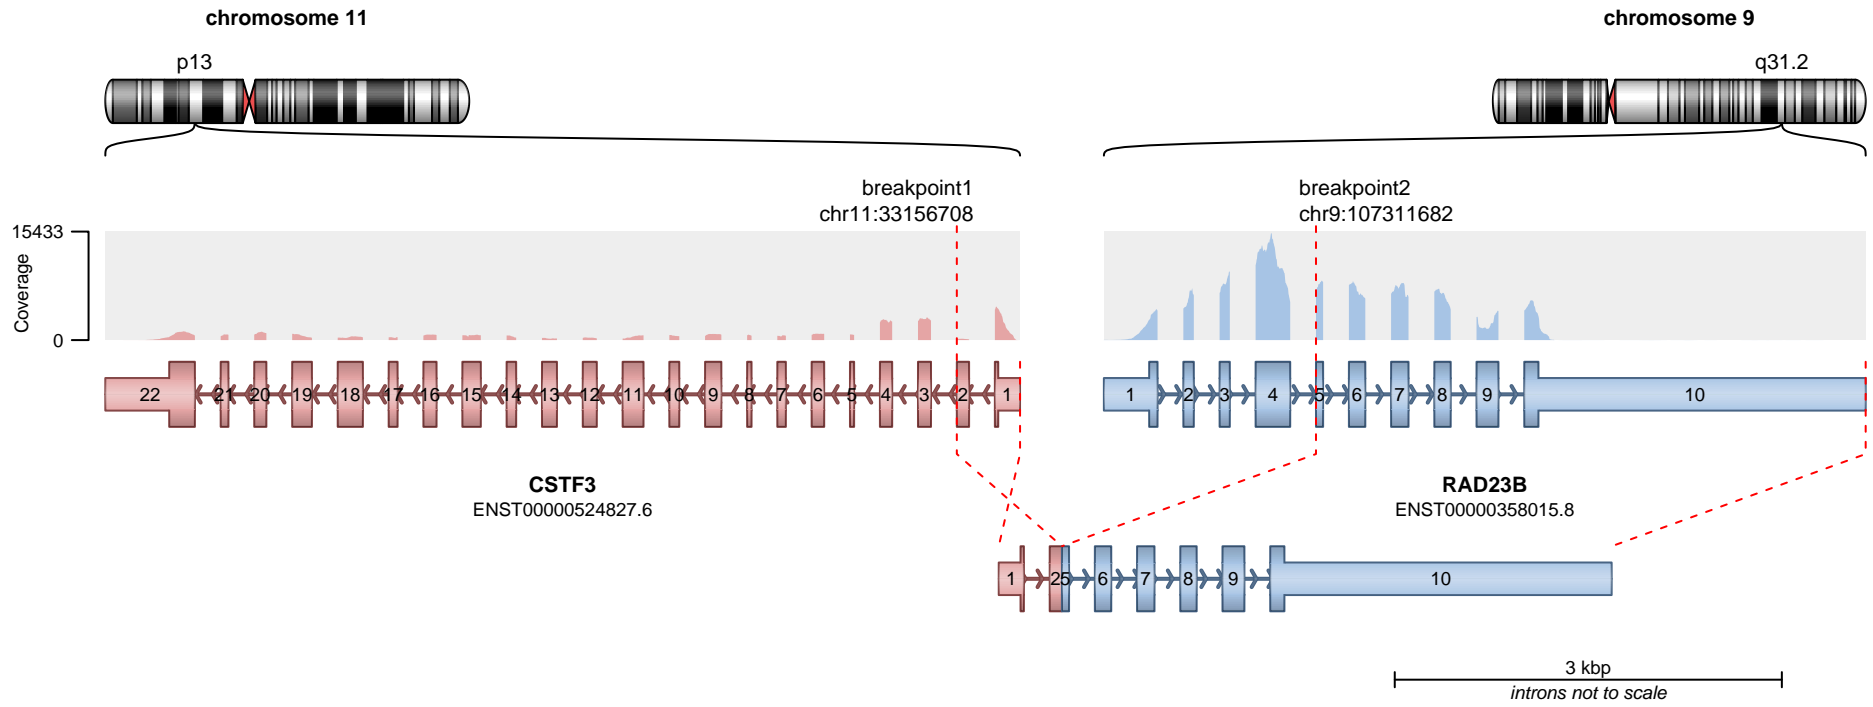 chromosome 11
chromosome 9
p13
q31.2
breakpoint1
chr11:33156708
breakpoint2
chr9:107311682
15433
Coverage
0
22 21 20 19 18 17 16 15 14 13 12 11 10 9 8 7 6 5 4 3 2 1
1 2 3 4 5 6 7 8 9 10
CSTF3
ENST00000524827.6
RAD23B
ENST00000358015.8
1 2 5 6 7 8 9 10
3 kbp
introns not to scale